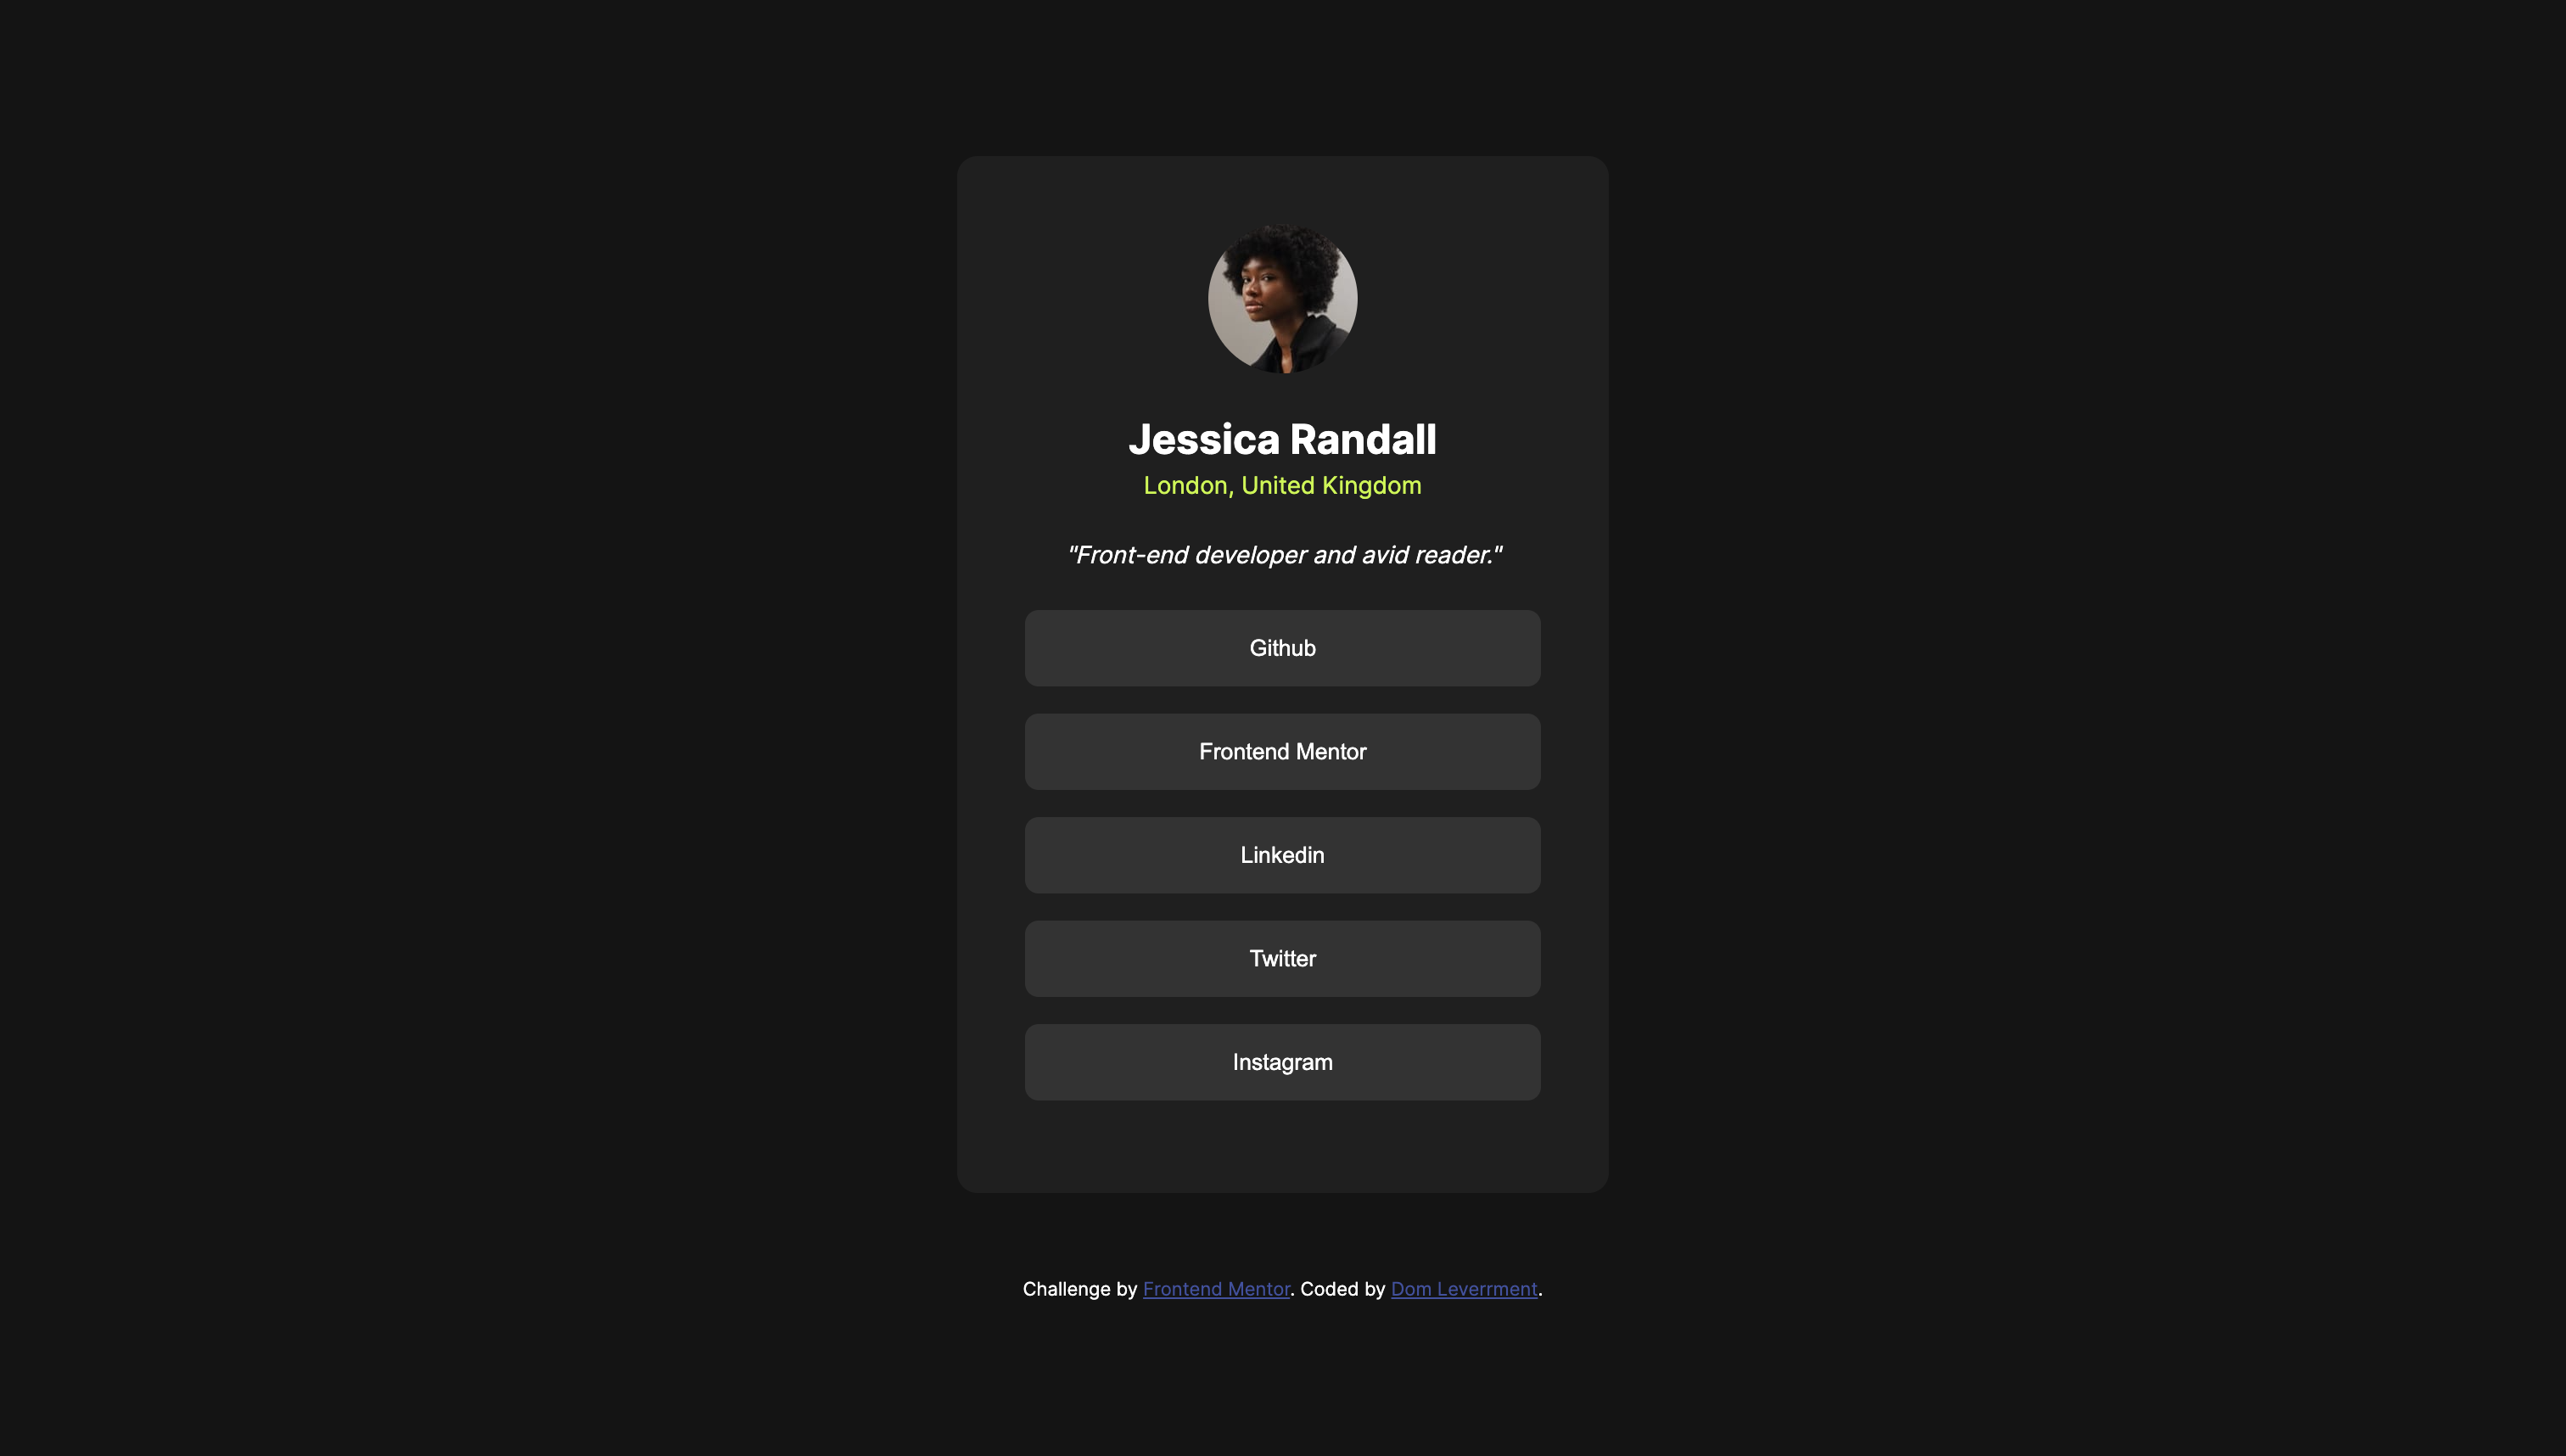 Jessica Randall
London, United Kingdom
"Front-end developer and avid reader."
Github
Frontend Mentor
Linkedin
Twitter
Instagram
Challenge by Frontend Mentor. Coded by Dom Leverrment.